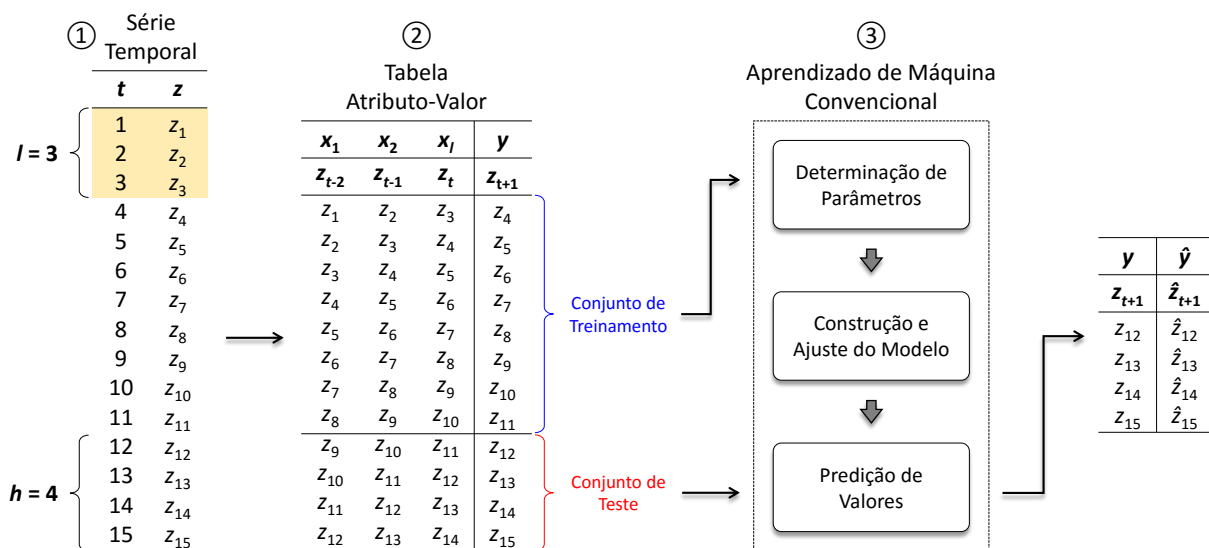 ① Série
Temporal
t z
l = 3
1 z₁
2 z₂
3 z₃
4 z₄
5 z₅
6 z₆
7 z₇
8 z₈
9 z₉
10 z₁₀
11 z₁₁
h = 4
12 z₁₂
13 z₁₃
14 z₁₄
15 z₁₅
②
Tabela
Atributo-Valor
x₁ x₂ xₗ y
zₜ₋₂ zₜ₋₁ zₜ zₜ₊₁
z₁ z₂ z₃ z₄
z₂ z₃ z₄ z₅
z₃ z₄ z₅ z₆
z₄ z₅ z₆ z₇
z₅ z₆ z₇ z₈
z₆ z₇ z₈ z₉
z₇ z₈ z₉ z₁₀
z₈ z₉ z₁₀ z₁₁
z₉ z₁₀ z₁₁ z₁₂
z₁₀ z₁₁ z₁₂ z₁₃
z₁₁ z₁₂ z₁₃ z₁₄
z₁₂ z₁₃ z₁₄ z₁₅
Conjunto de
Treinamento
Conjunto de
Teste
③
Aprendizado de Máquina
Convencional
Determinação de
Parâmetros
Construção e
Ajuste do Modelo
Predição de
Valores
y ŷ
zₜ₊₁ ẑₜ₊₁
z₁₂ ẑ₁₂
z₁₃ ẑ₁₃
z₁₄ ẑ₁₄
z₁₅ ẑ₁₅